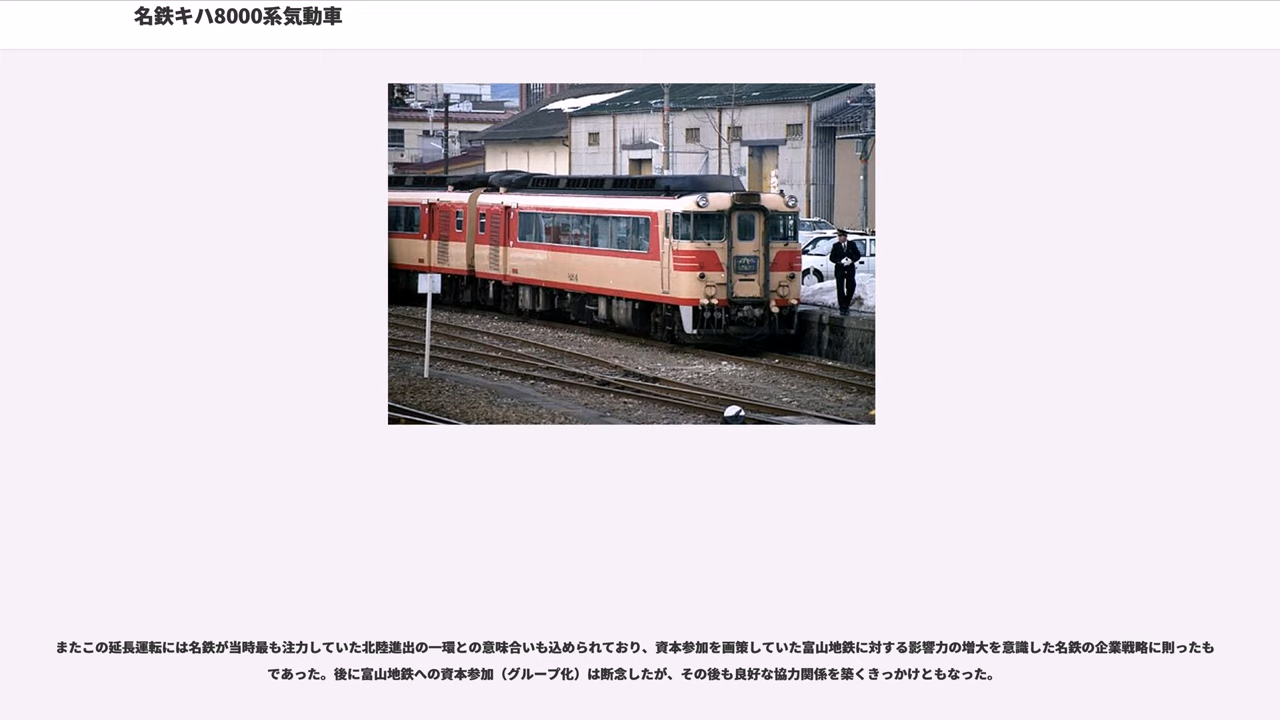 名鉄キハ8000系気動車
またこの延長運転には名鉄が当時最も注力していた北陸進出の一環との意味合いも込められており、資本参加を画策していた富山地鉄に対する影響力の増大を意識した名鉄の企業戦略に則ったも
であった。後に富山地鉄への資本参加（グループ化）は断念したが、その後も良好な協力関係を築くきっかけともなった。